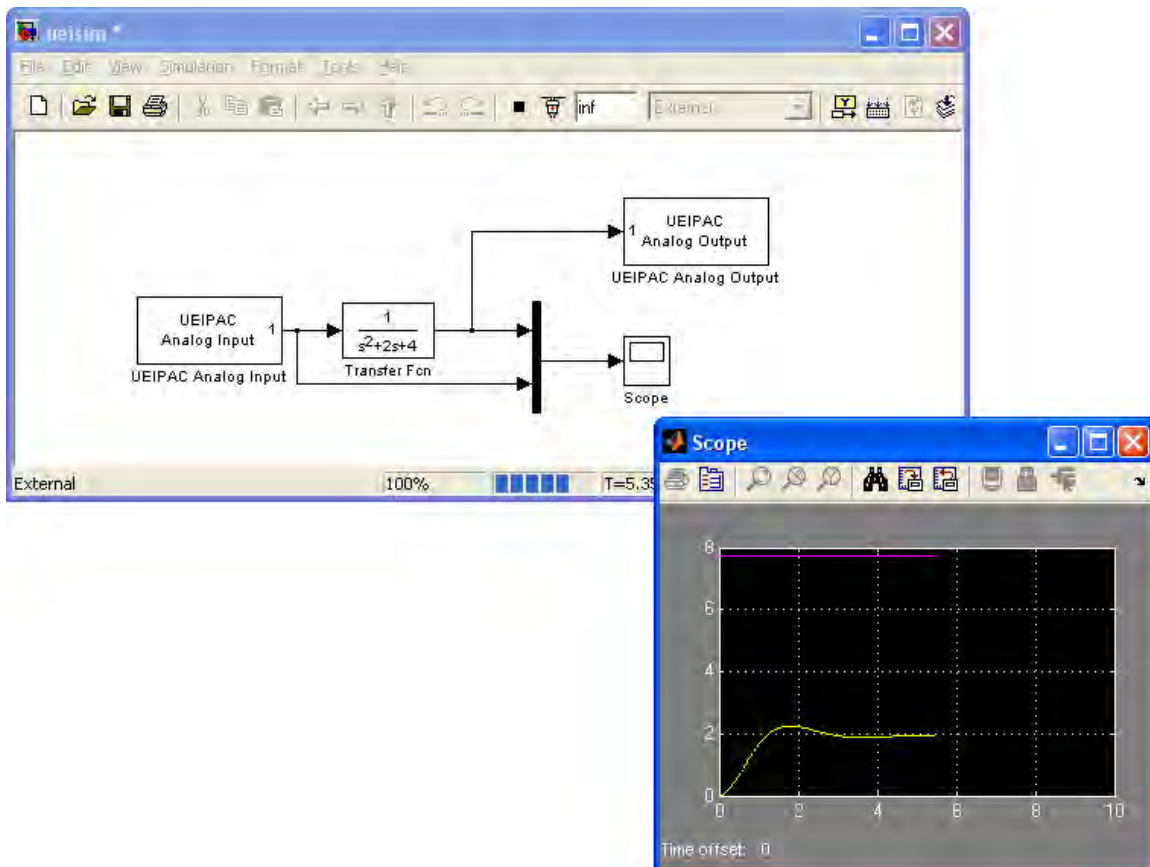 ueisim *
File Edit View Simulation Format Tools Help
inf External
UEIPAC
Analog Output
1
UEIPAC Analog Output
UEIPAC
Analog Input
1
UEIPAC Analog Input
1
s2+2s+4
Transfer Fcn
Scope
External 100% T=5.35
Scope
8
6
4
2
0
0 2 4 6 8 10
Time offset: 0